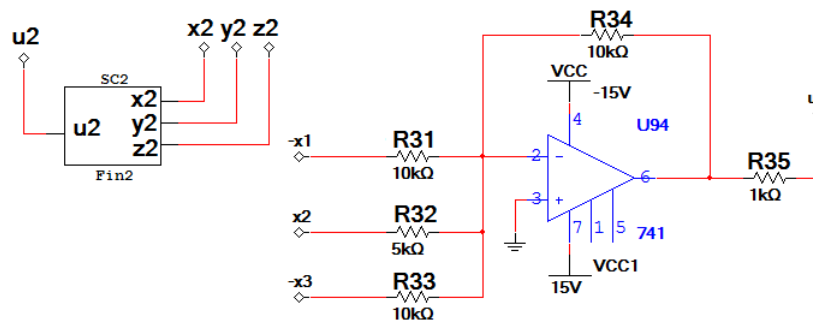 u2
x2 y2 z2
SC2
u2
x2
y2
z2
Fin2
R34
10kΩ
VCC
-15V
4
U94
-x1
R31
10kΩ
2
6
R35
1kΩ
3
x2
R32
5kΩ
7
1
5
741
VCC1
15V
-x3
R33
10kΩ